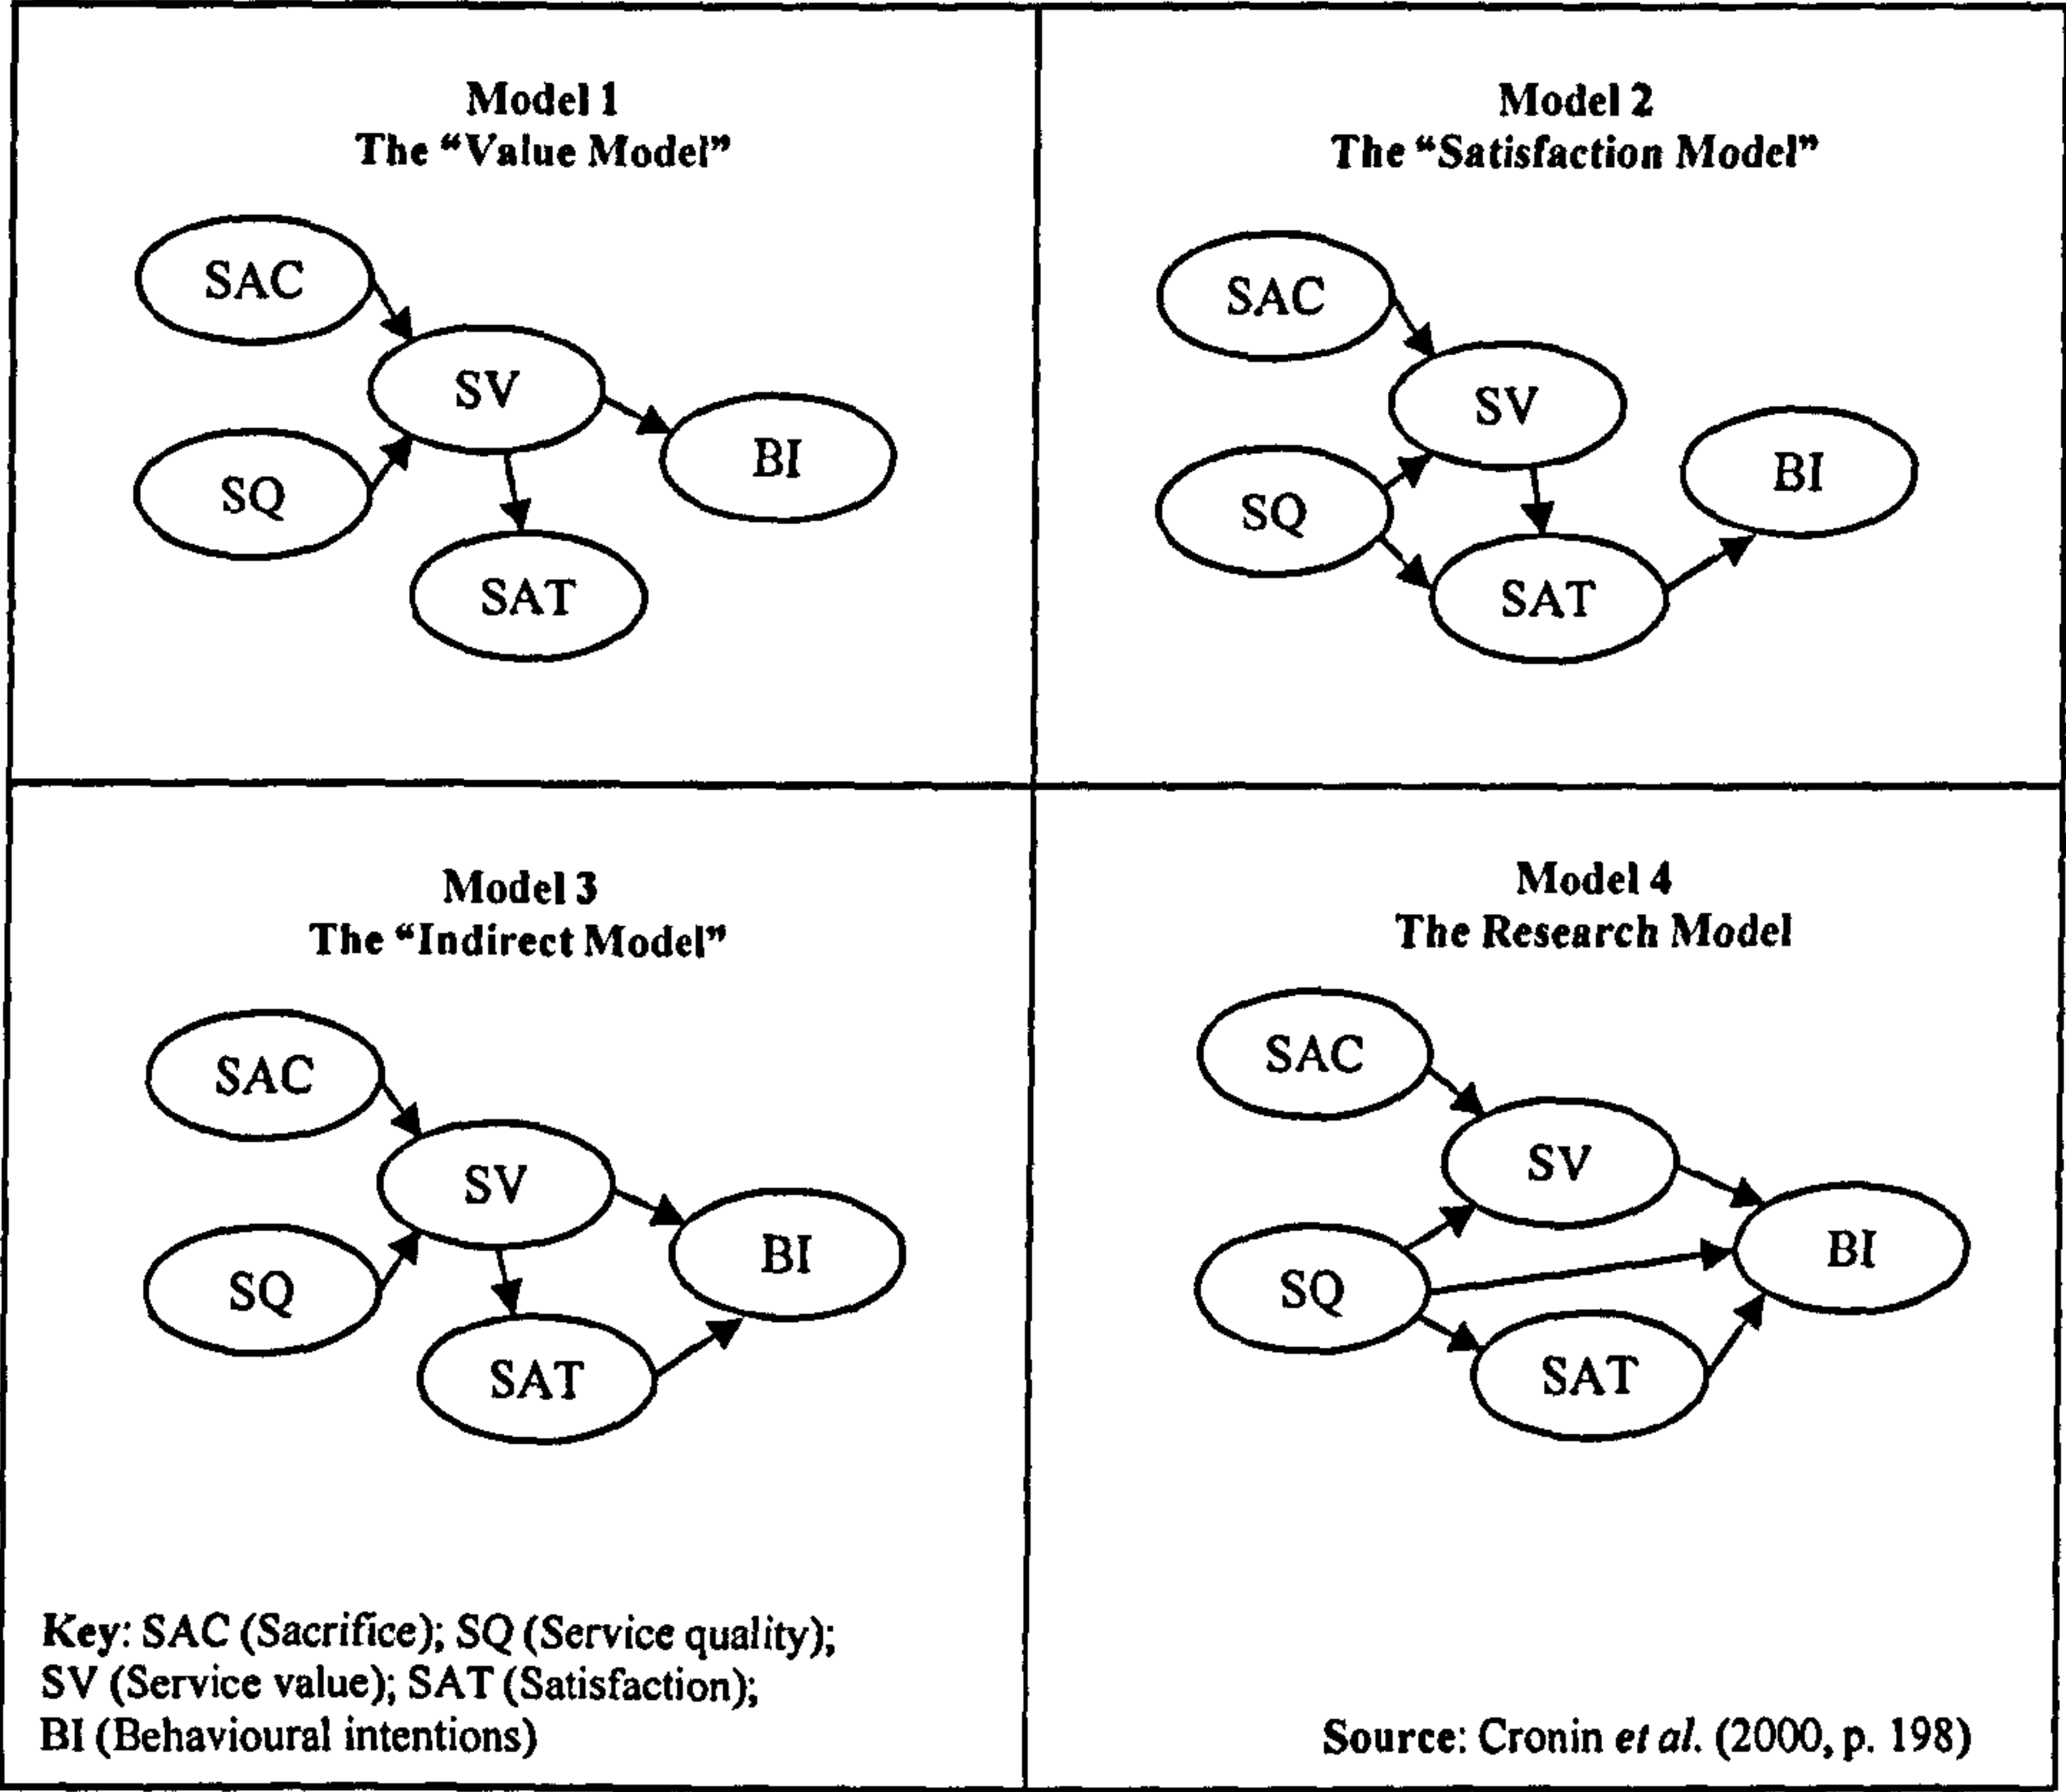 Model 1
The “Value Model”
SAC
SV
BI
SQ
SAT
Model 2
The “Satisfaction Model”
SAC
SV
BI
SQ
SAT
Model 3
The “Indirect Model”
SAC
SV
BI
SQ
SAT
Key: SAC (Sacrifice); SQ (Service quality);
SV (Service value); SAT (Satisfaction);
BI (Behavioural intentions)
Model 4
The Research Model
SAC
SV
BI
SQ
SAT
Source: Cronin et al. (2000, p. 198)